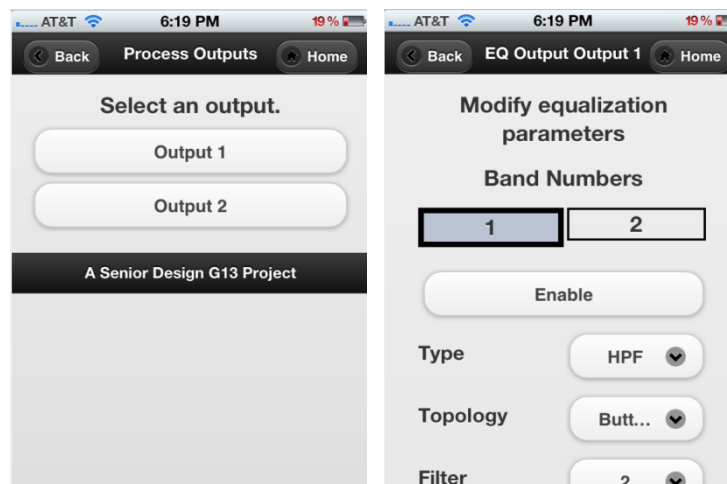 AT&T 6:19 PM 19%
Back Process Outputs Home
Select an output.
Output 1
Output 2
A Senior Design G13 Project
AT&T 6:19 PM 19%
Back EQ Output Output 1 Home
Modify equalization
parameters
Band Numbers
1 2
Enable
Type HPF
Topology Butt...
Filter 2